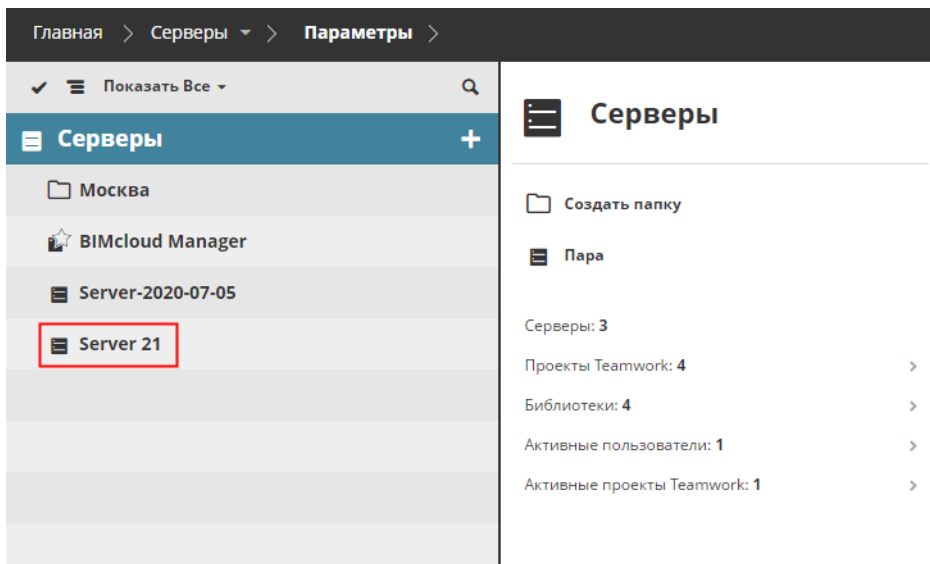 Главная > Серверы > Параметры >
Показать Все
Серверы
Москва
BIMcloud Manager
Server-2020-07-05
Server 21
Серверы
Создать папку
Пара
Серверы: 3
Проекты Teamwork: 4
Библиотеки: 4
Активные пользователи: 1
Активные проекты Teamwork: 1